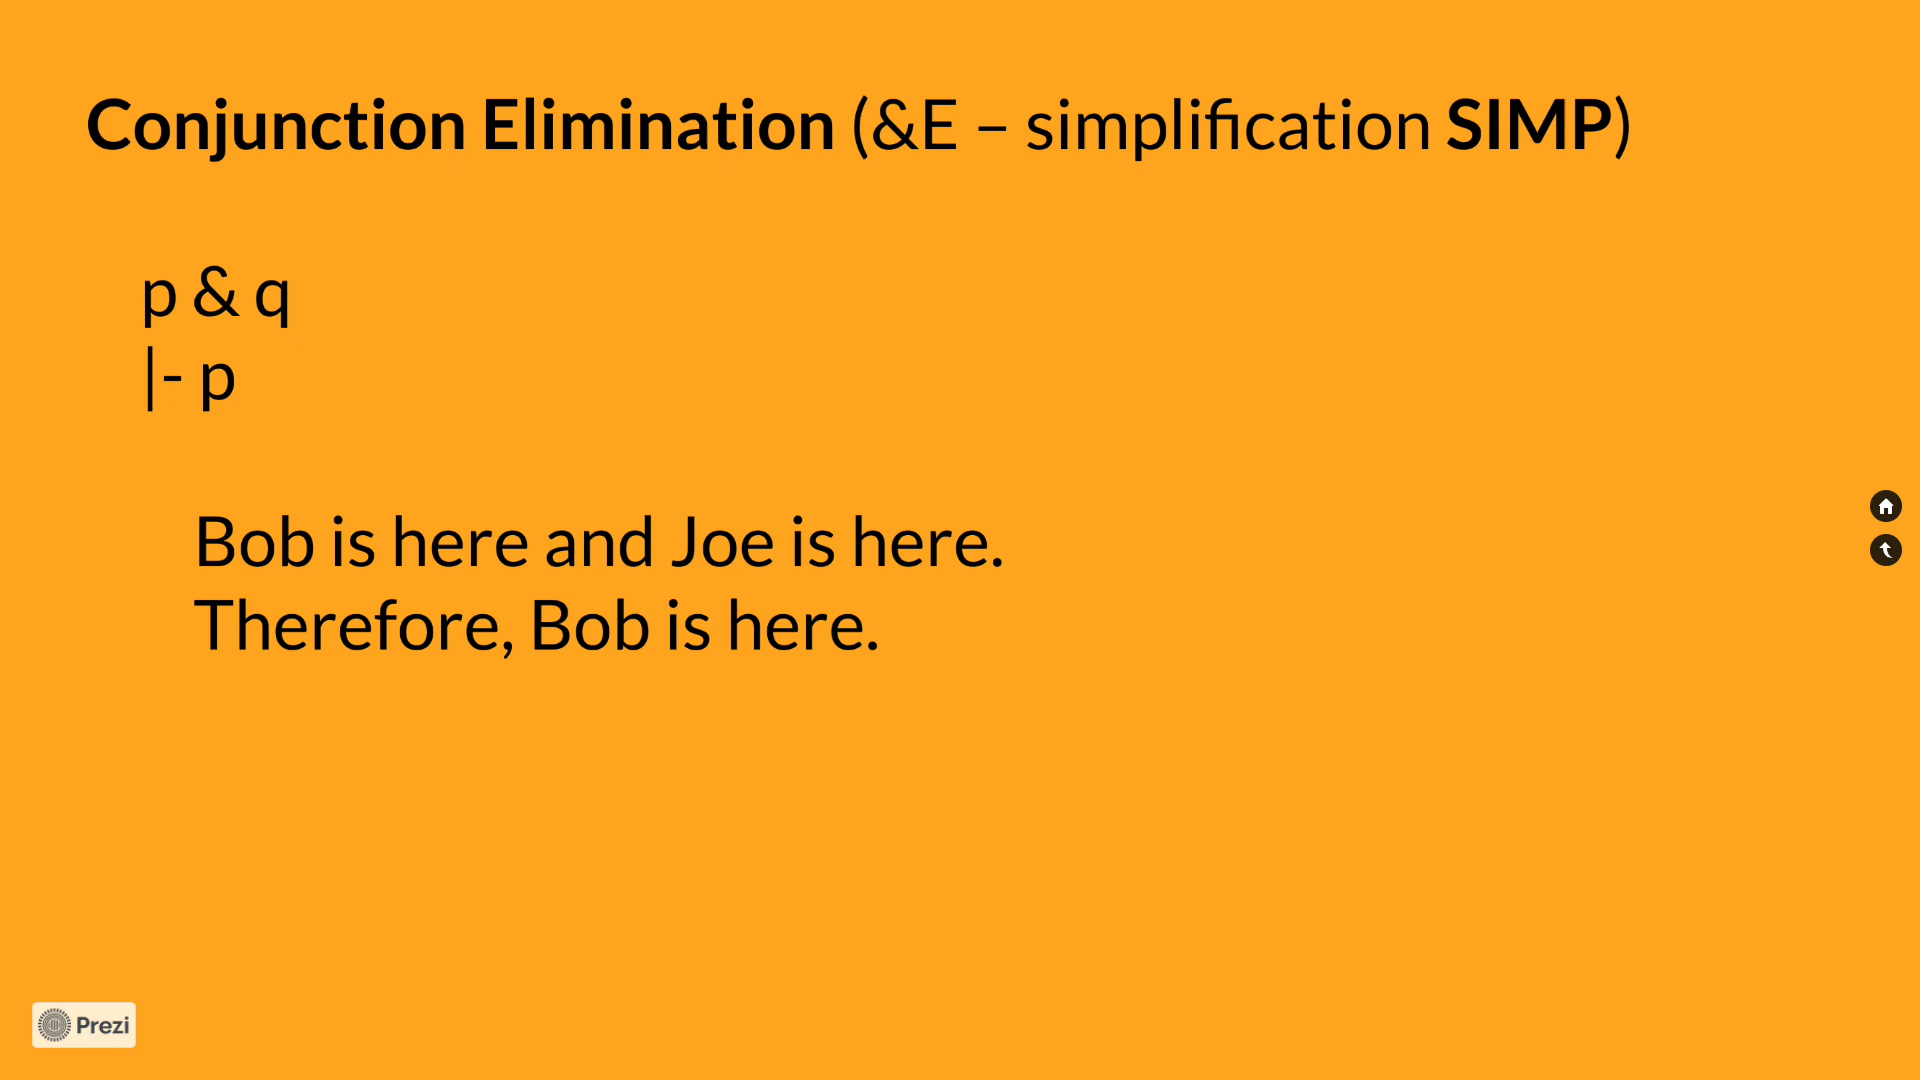 Conjunction Elimination (&E – simplification SIMP)
p & q
|- p
Bob is here and Joe is here.
Therefore, Bob is here.
Prezi